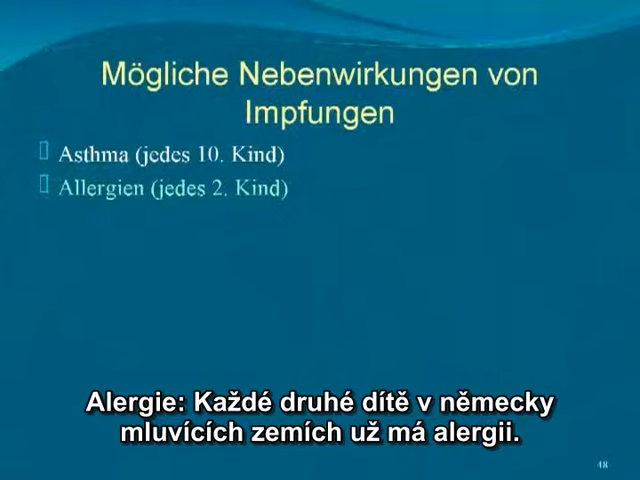 Mögliche Nebenwirkungen von
Impfungen
Asthma (jedes 10. Kind)
Allergien (jedes 2. Kind)
Alergie: Každé druhé dítě v německy
mluvících zemích už má alergii.
48